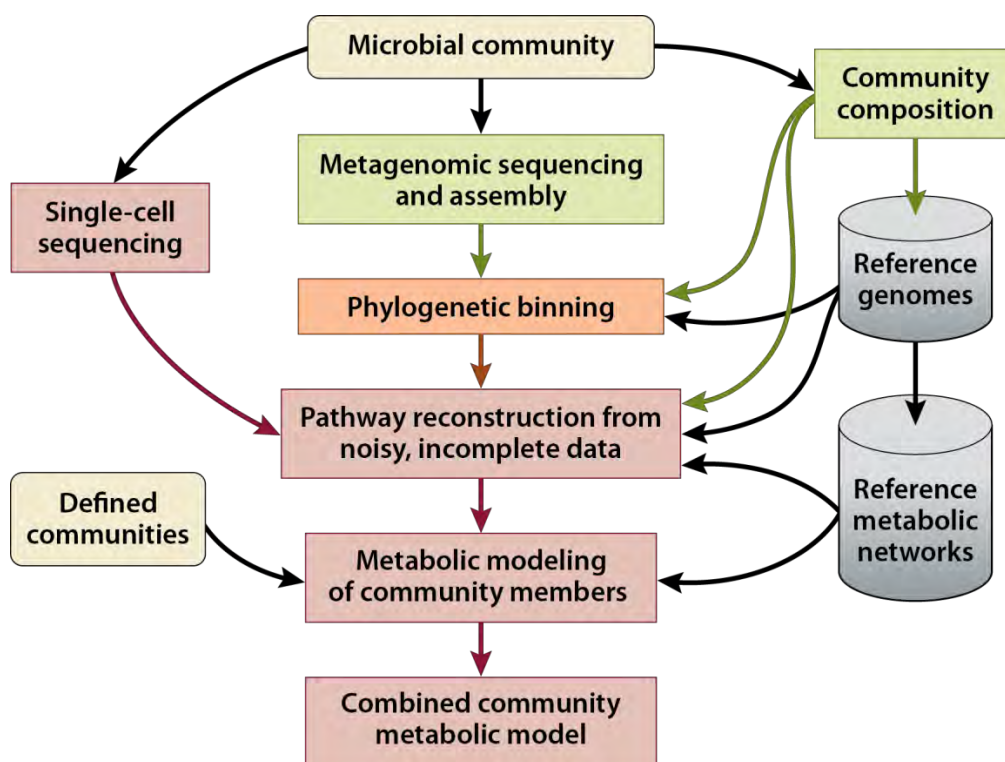 Microbial community
Community
composition
Metagenomic sequencing
and assembly
Single-cell
sequencing
Reference
genomes
Phylogenetic binning
Pathway reconstruction from
noisy, incomplete data
Reference
metabolic
networks
Defined
communities
Metabolic modeling
of community members
Combined community
metabolic model